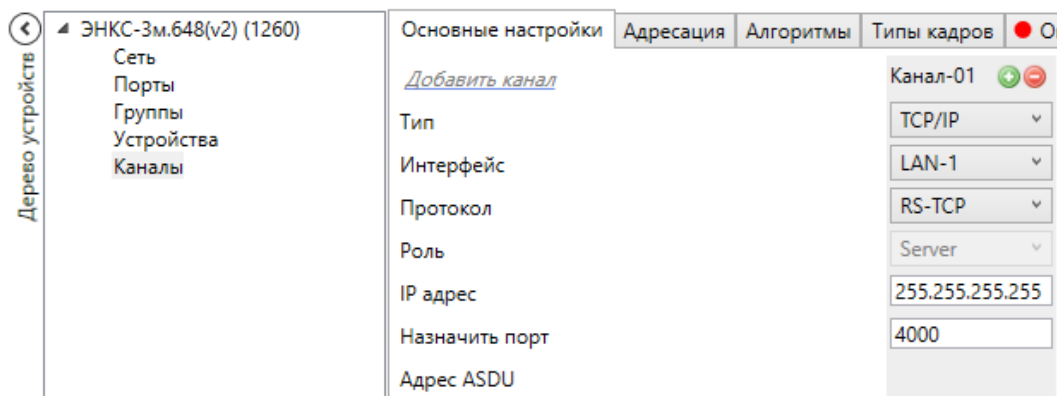 Дерево устройств
ЭНКС-3м.648(v2) (1260)
Сеть
Порты
Группы
Устройства
Каналы
Основные настройки Адресация Алгоритмы Типы кадров
Добавить канал Канал-01
Тип TCP/IP
Интерфейс LAN-1
Протокол RS-TCP
Роль Server
IP адрес 255.255.255.255
Назначить порт 4000
Адрес ASDU